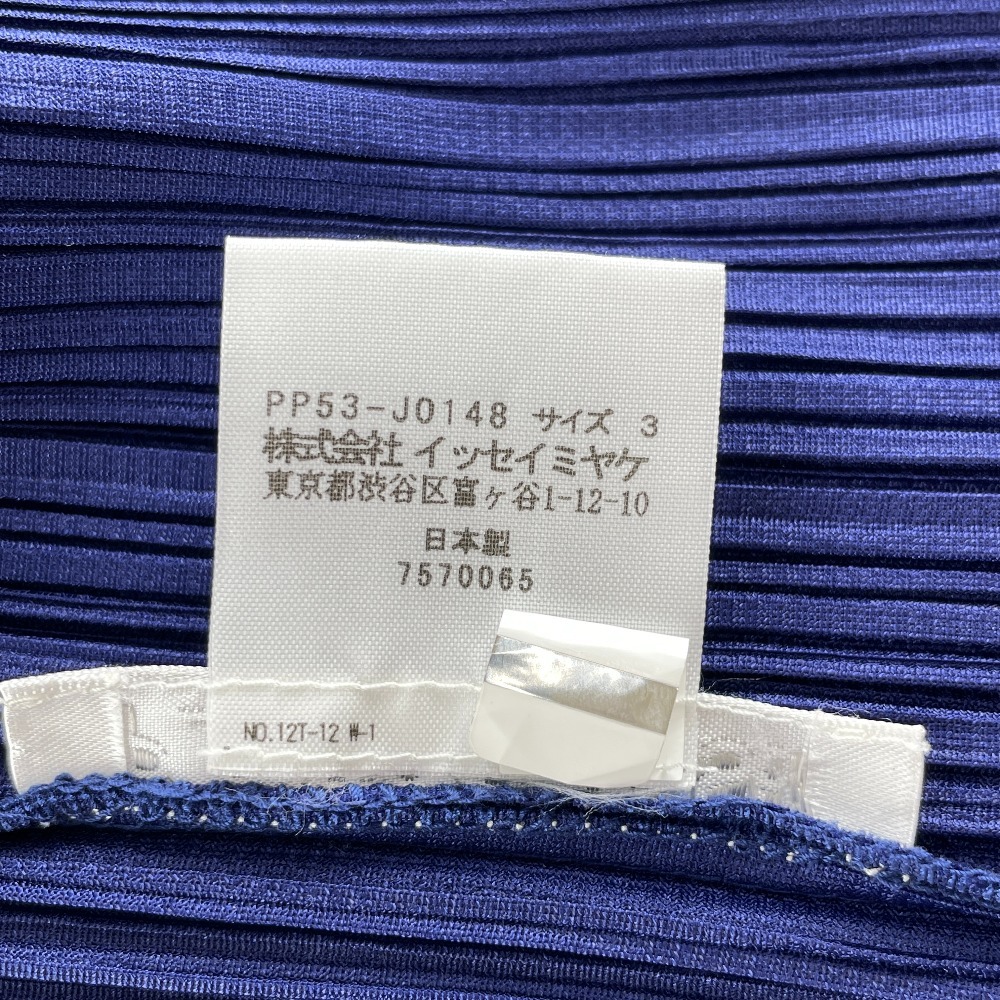 PP53-J0148 サイズ 3
株式会社 イッセイミヤケ
東京都渋谷区富ヶ谷1-12-10
日本製
7570065
NO.12T-12 W-1